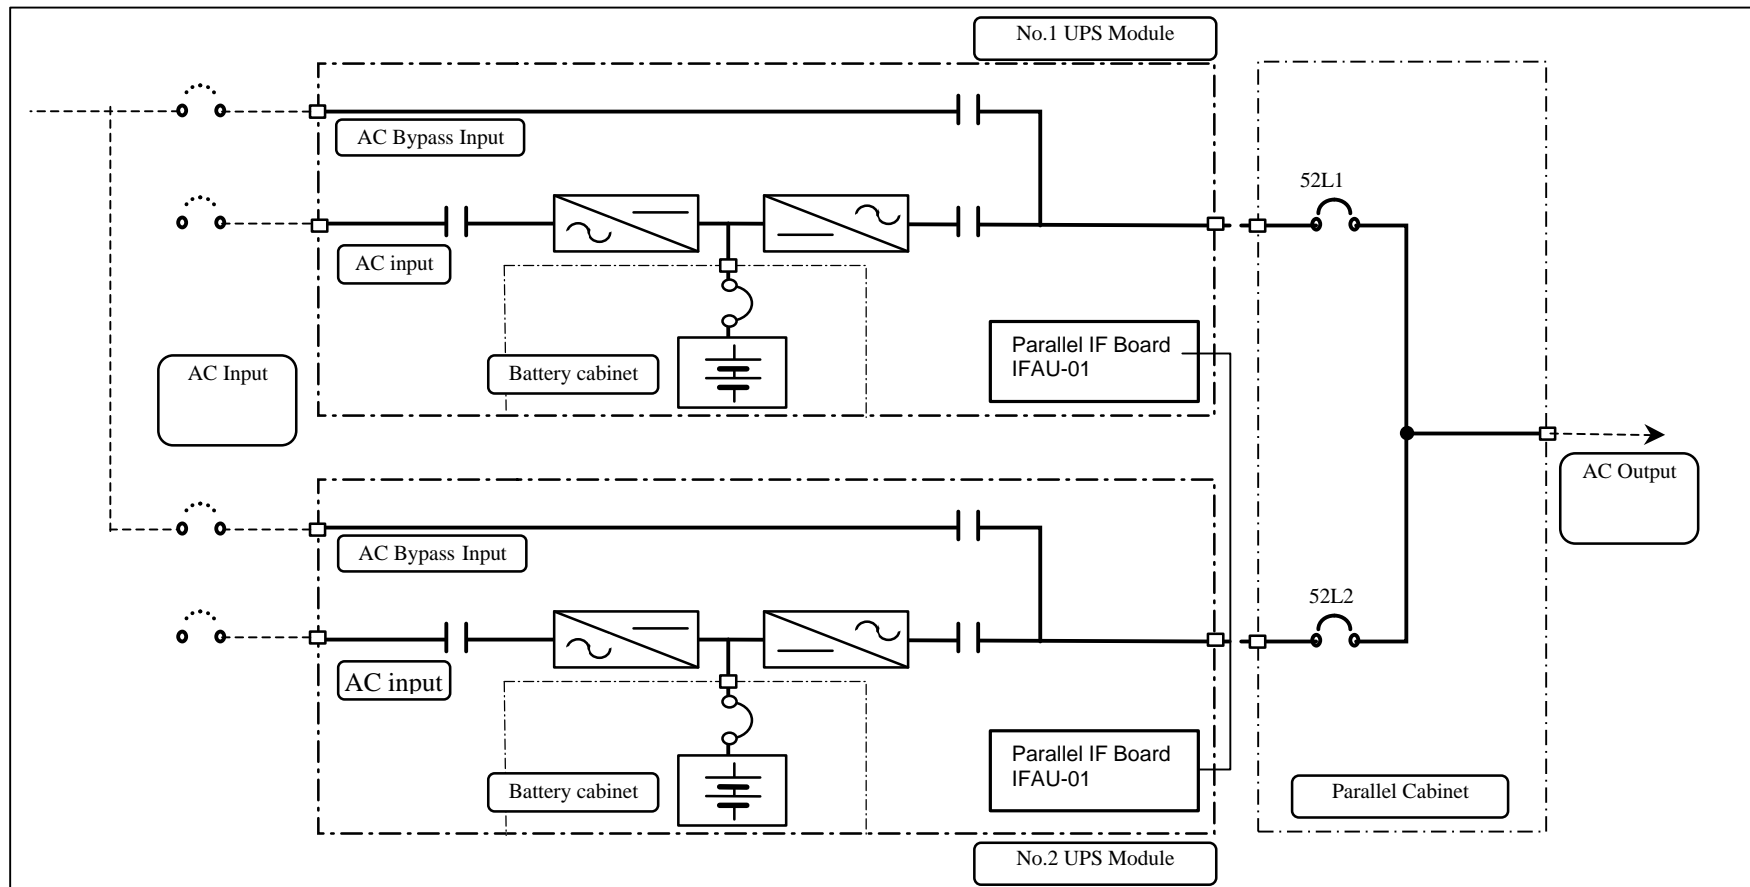 No.1 UPS Module
AC Bypass Input
52L1
AC input
Parallel IF Board
IFAU-01
Battery cabinet
AC Input
AC Output
AC Bypass Input
52L2
AC input
Parallel IF Board
IFAU-01
Battery cabinet
Parallel Cabinet
No.2 UPS Module